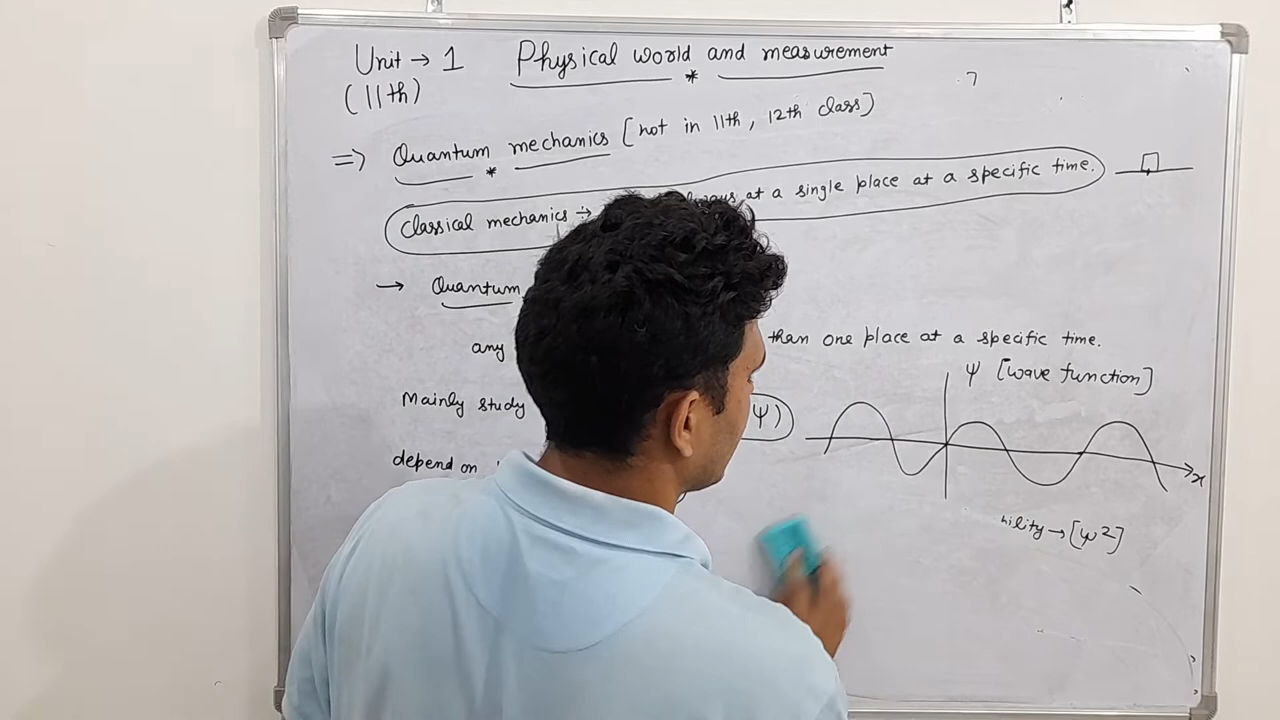 Unit → 1 Physical world and measurement
(11th) *
⇒ Quantum mechanics [not in 11th, 12th class)
*
Classical mechanics → at a single place at a specific time.
→ Quantum
any than one place at a specific time.
ψ [wave function]
Mainly study ψ)
depend on
x
bility → [ψ2]